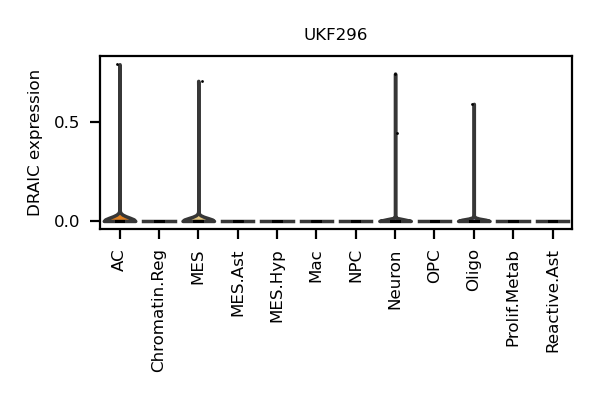 UKF296
DRAIC expression
0.5
0.0
AC
Chromatin.Reg
MES
MES.Ast
MES.Hyp
Mac
NPC
Neuron
OPC
Oligo
Prolif.Metab
Reactive.Ast